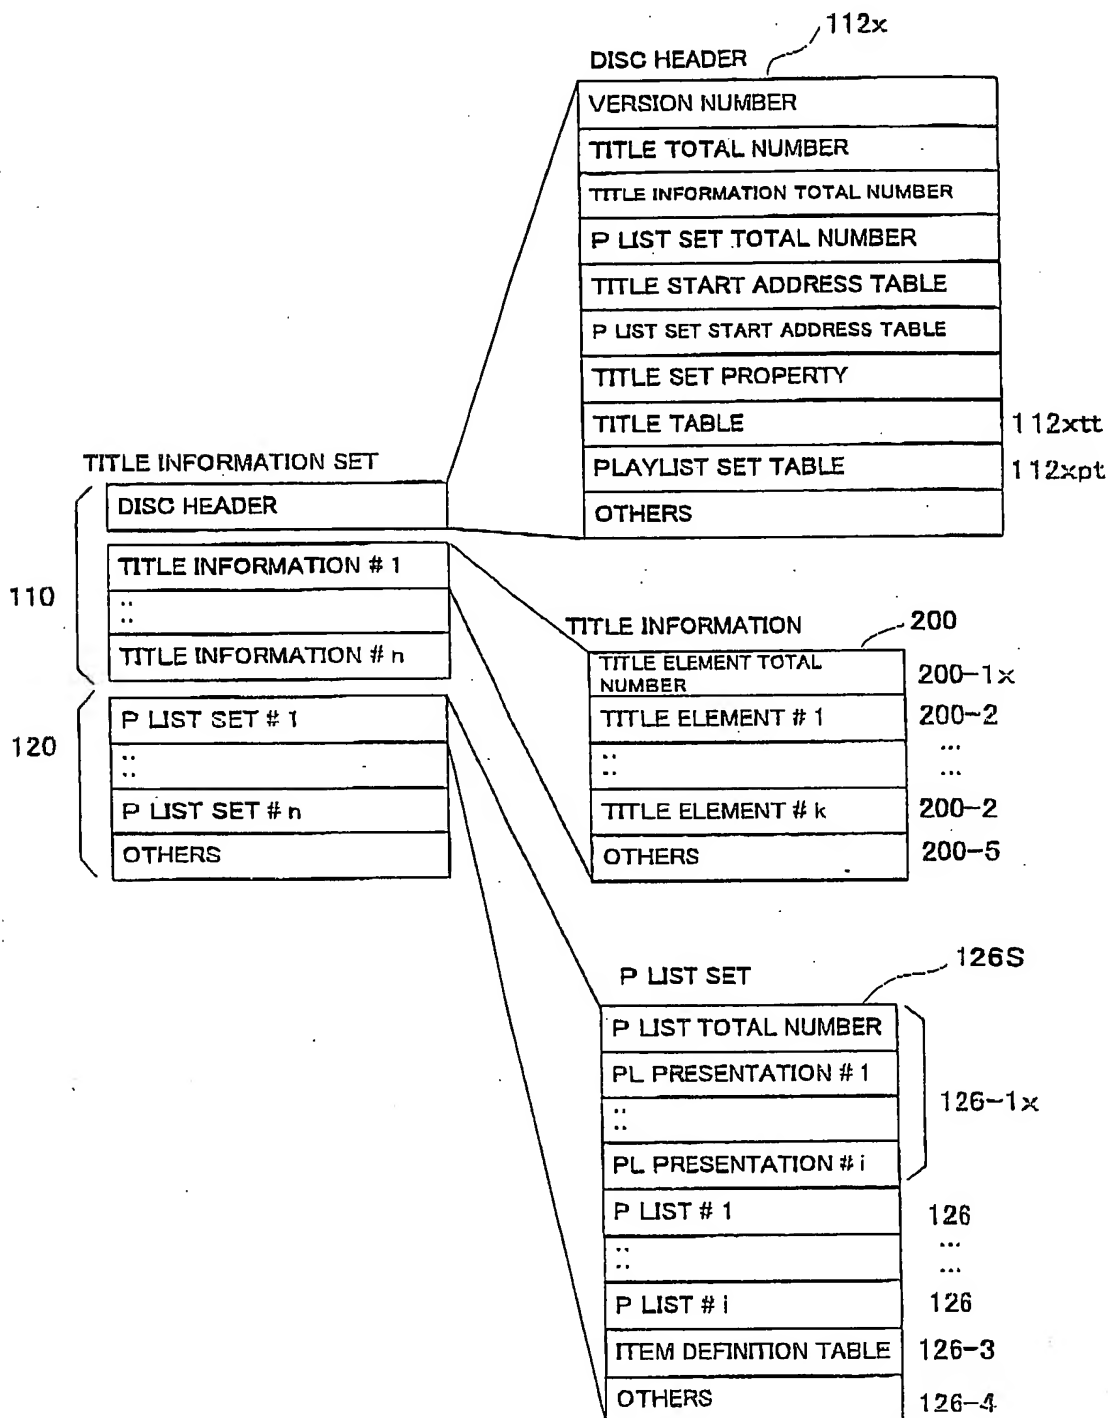 112x
DISC HEADER
VERSION NUMBER
TITLE TOTAL NUMBER
TITLE INFORMATION TOTAL NUMBER
P LIST SET TOTAL NUMBER
TITLE START ADDRESS TABLE
P LIST SET START ADDRESS TABLE
TITLE SET PROPERTY
TITLE TABLE 112xtt
PLAYLIST SET TABLE 112xpt
OTHERS
TITLE INFORMATION SET
DISC HEADER
TITLE INFORMATION # 1
::
TITLE INFORMATION # n
110
P LIST SET # 1
::
P LIST SET # n
OTHERS
120
TITLE INFORMATION 200
TITLE ELEMENT TOTAL
NUMBER 200-1x
TITLE ELEMENT # 1 200-2
:: ...
...
TITLE ELEMENT # k 200-2
OTHERS 200-5
P LIST SET 126S
P LIST TOTAL NUMBER
PL PRESENTATION # 1
::
PL PRESENTATION # i
126-1x
P LIST # 1 126
:: ...
...
P LIST # i 126
ITEM DEFINITION TABLE 126-3
OTHERS 126-4